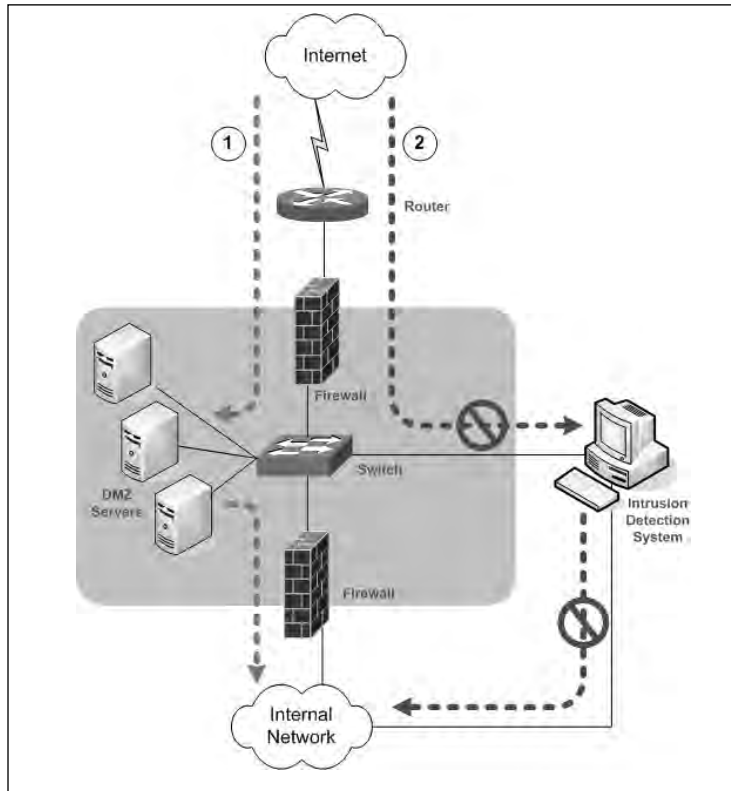 Internet
1
2
Router
Firewall
Switch
DMZ
Servers
Intrusion
Detection
System
Firewall
Internal
Network